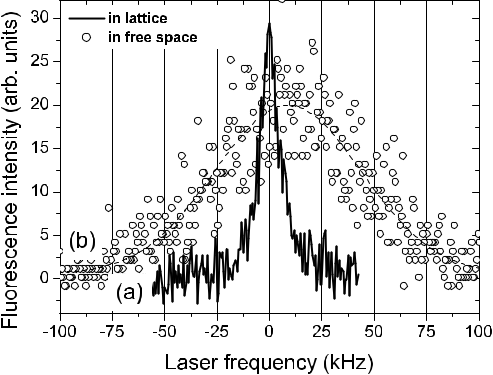 in lattice
in free space
Fluorescence intensity (arb. units)
30
25
20
15
10
5
0
(b)
(a)
-100 -75 -50 -25 0 25 50 75 100
Laser frequency (kHz)